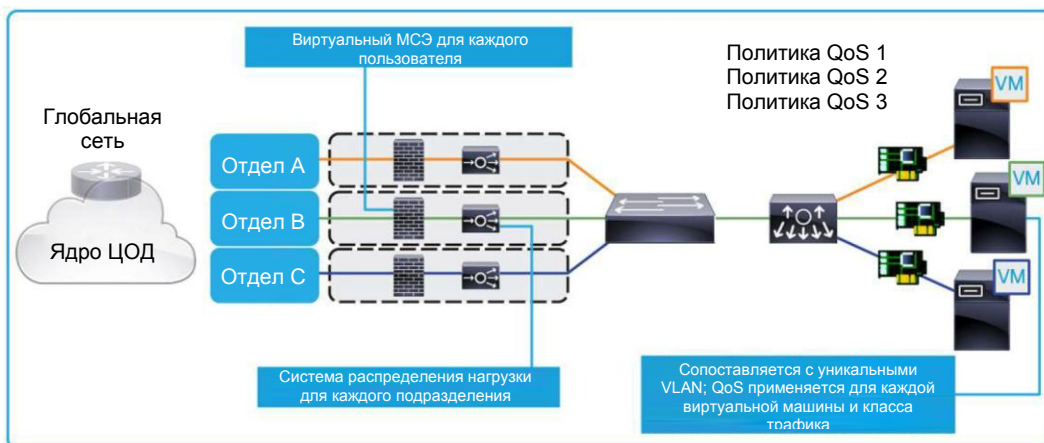 Виртуальный МСЭ для каждого
пользователя
Политика QoS 1
Политика QoS 2
Политика QoS 3
VM
Глобальная
сеть
Отдел A
Отдел B
VM
Ядро ЦОД
Отдел C
VM
Система распределения нагрузки
для каждого подразделения
Сопоставляется с уникальными
VLAN; QoS применяется для каждой
виртуальной машины и класса
трафика